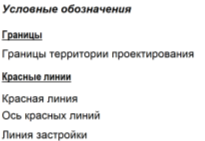 Условные обозначения
Границы
Границы территории проектирования
Красные линии
Красная линия
Ось красных линий
Линия застройки